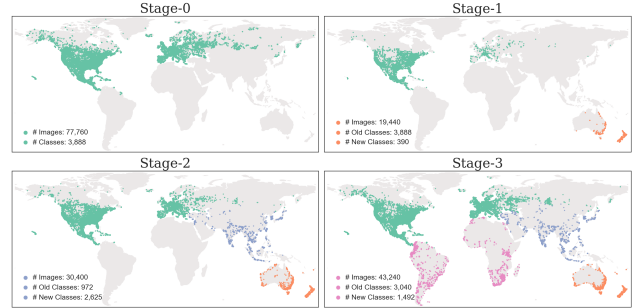 Stage-0
# Images: 77,760
# Classes: 3,888
Stage-1
# Images: 19,440
# Old Classes: 3,888
# New Classes: 390
Stage-2
# Images: 30,400
# Old Classes: 972
# New Classes: 2,625
Stage-3
# Images: 43,240
# Old Classes: 3,040
# New Classes: 1,492